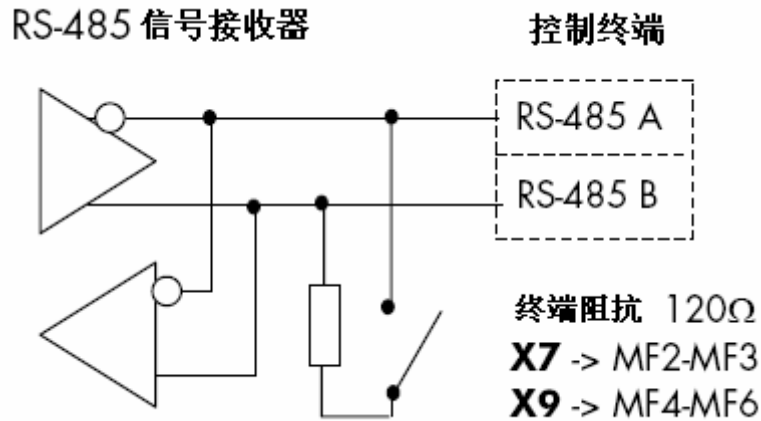 RS-485 信号接收器
控制终端
RS-485 A
RS-485 B
终端阻抗 120Ω
X7 -> MF2-MF3
X9 -> MF4-MF6